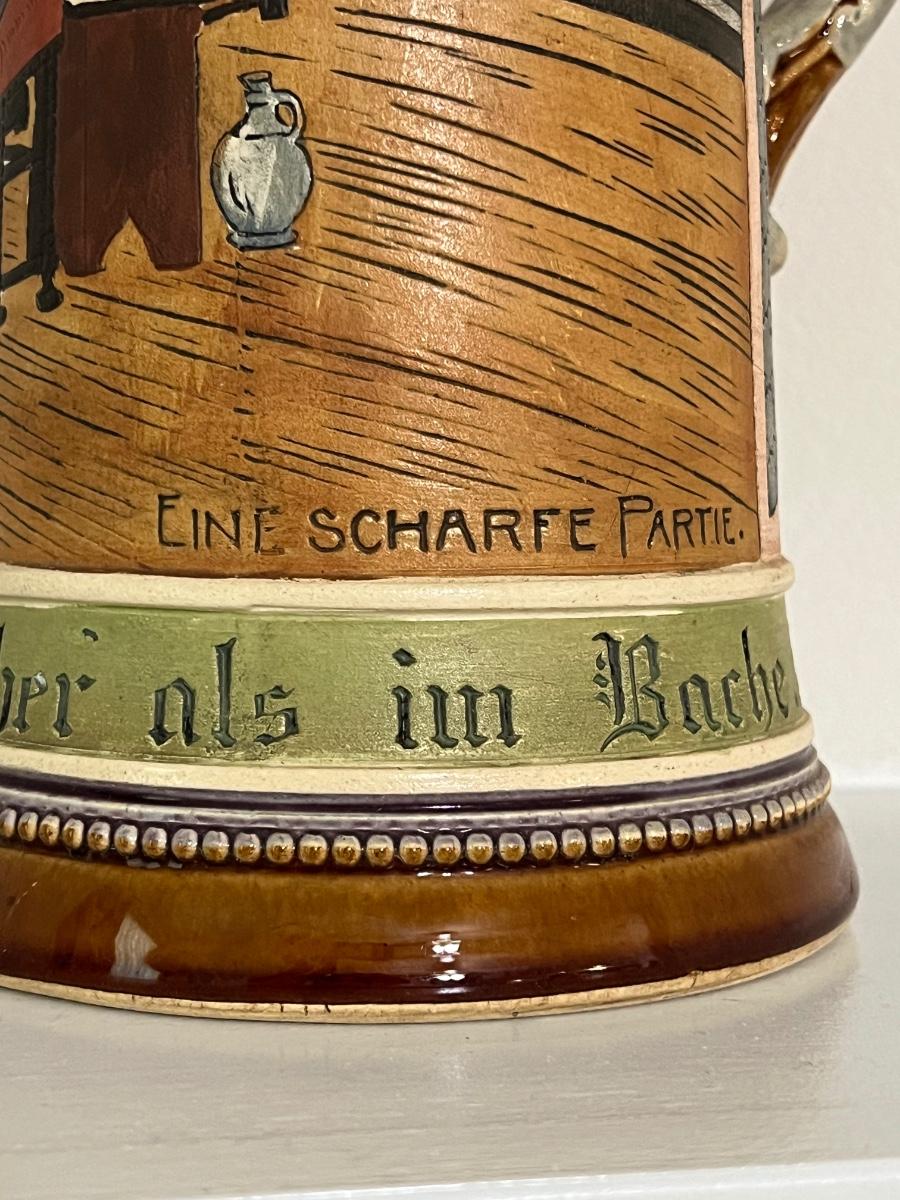 EINE SCHARFE PARTIE.
als im Bache.